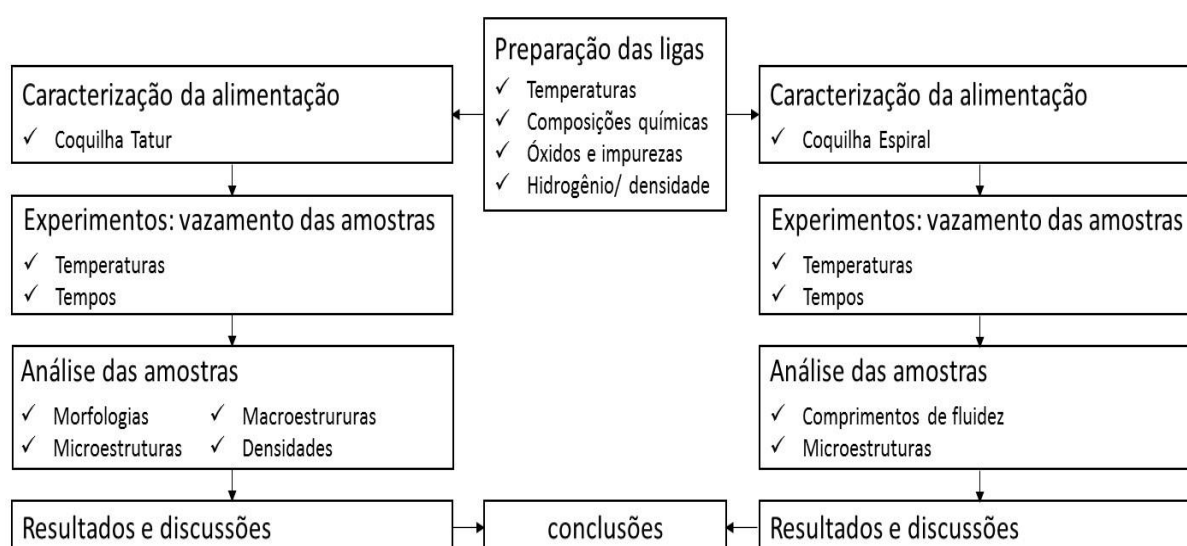 Preparação das ligas
✓ Temperaturas
✓ Composições químicas
✓ Óxidos e impurezas
✓ Hidrogênio/ densidade
Caracterização da alimentação
✓ Coquilha Tatur
Experimentos: vazamento das amostras
✓ Temperaturas
✓ Tempos
Análise das amostras
✓ Morfologias ✓ Macroestrururas
✓ Microestruturas ✓ Densidades
Resultados e discussões
Caracterização da alimentação
✓ Coquilha Espiral
Experimentos: vazamento das amostras
✓ Temperaturas
✓ Tempos
Análise das amostras
✓ Comprimentos de fluidez
✓ Microestruturas
Resultados e discussões
conclusões